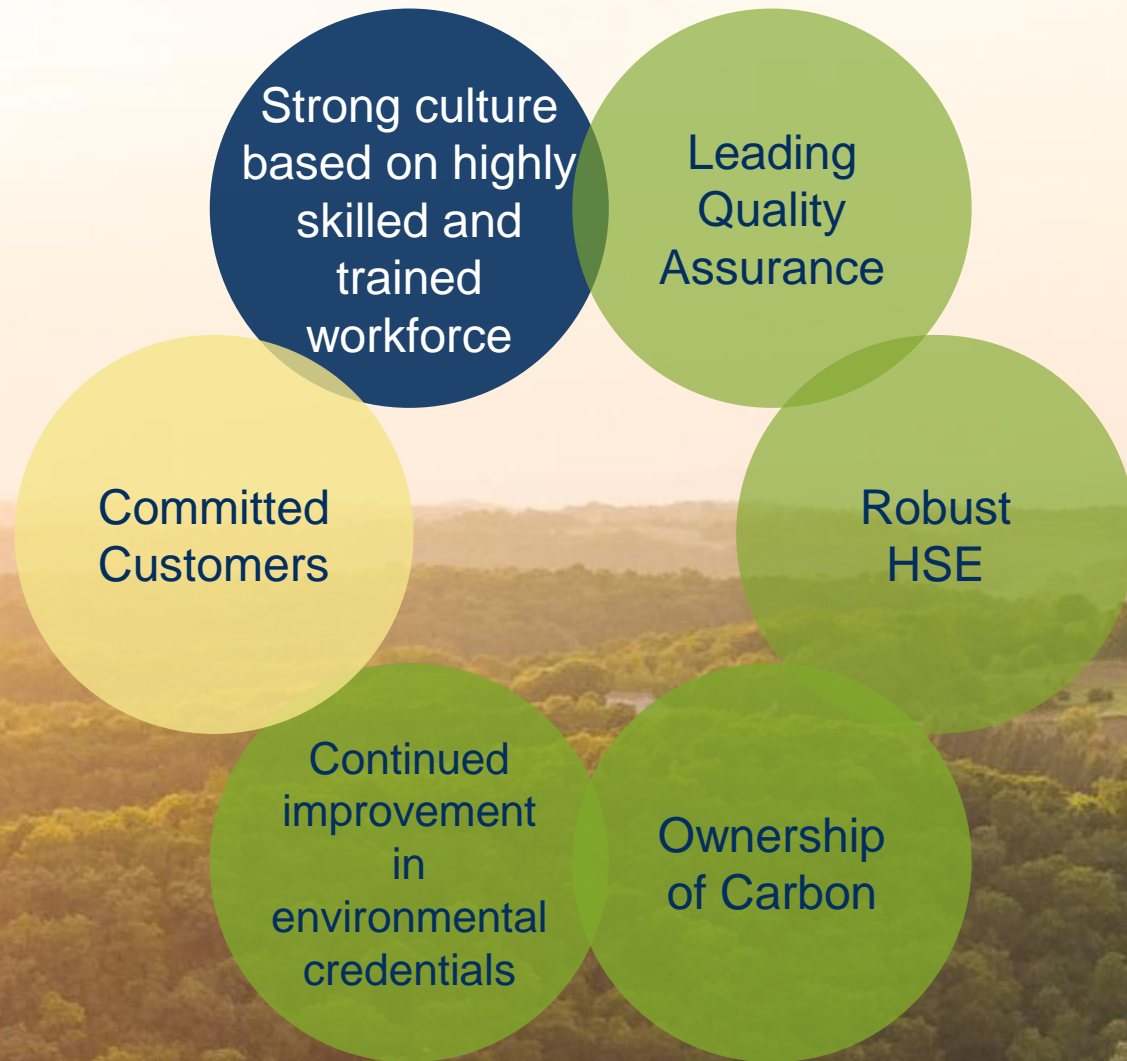 Strong culture
based on highly
skilled and
trained
workforce
Leading
Quality
Assurance
Robust
HSE
Ownership
of Carbon
Continued
improvement
in
environmental
credentials
Committed
Customers